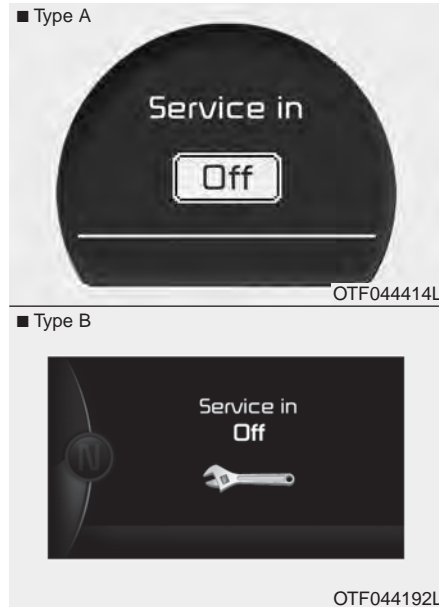 ■ Type A
Service in
Off
OTF044414L
■ Type B
Service in
Off
N
OTF044192L